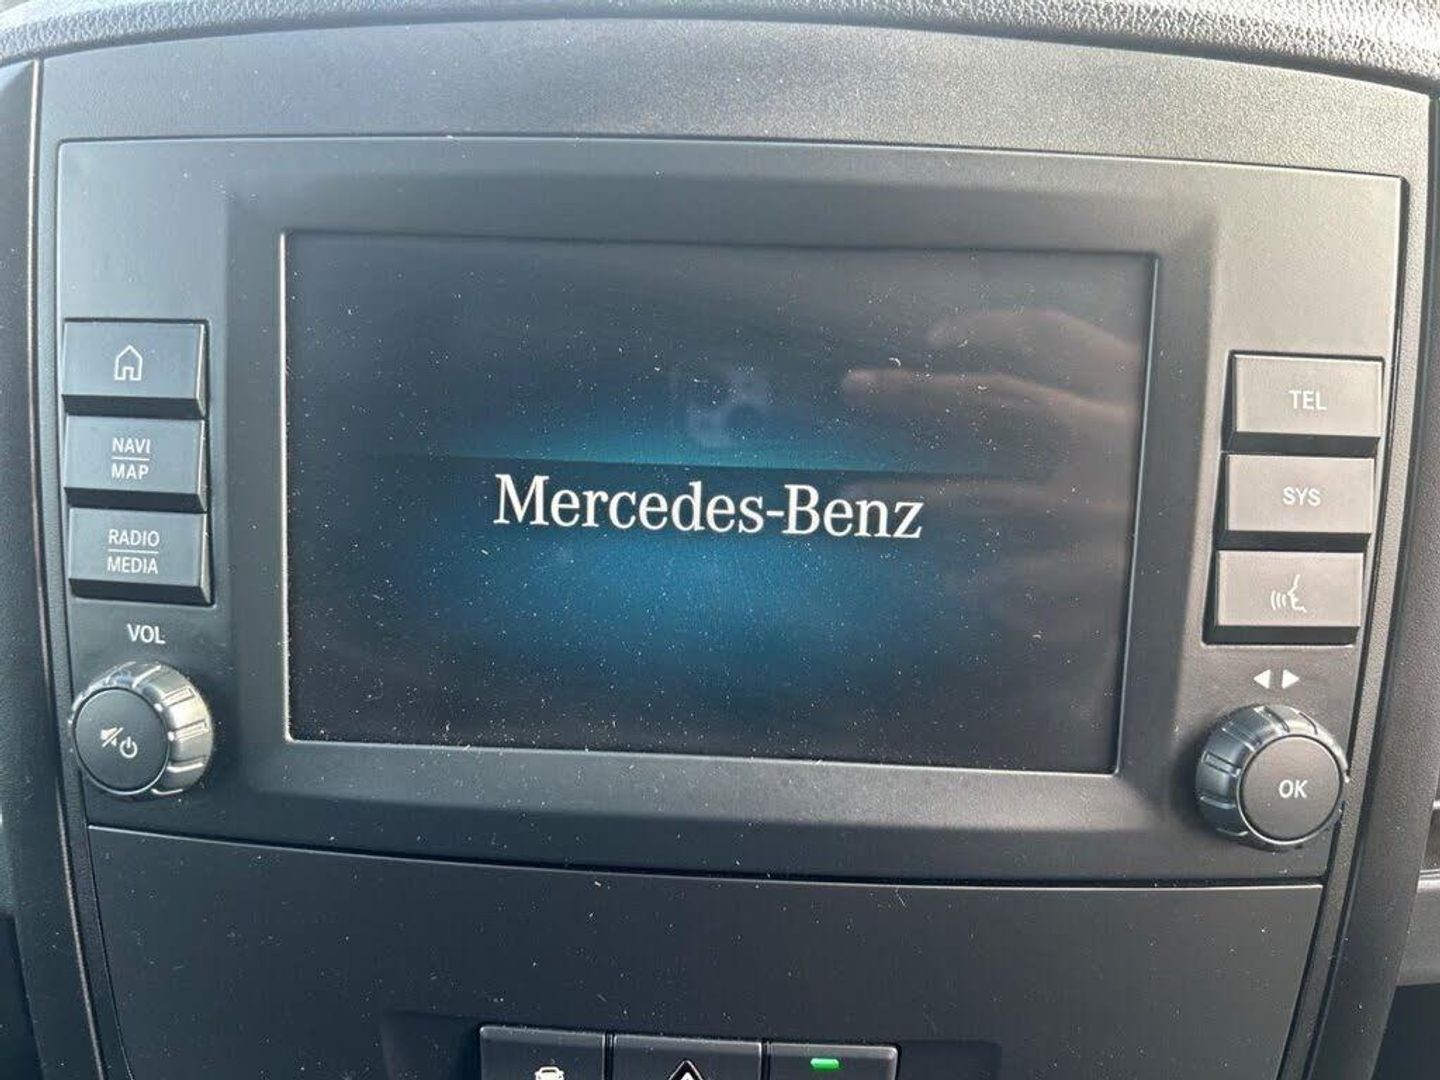 Mercedes-Benz
NAVI
MAP
RADIO
MEDIA
VOL
TEL
SYS
OK